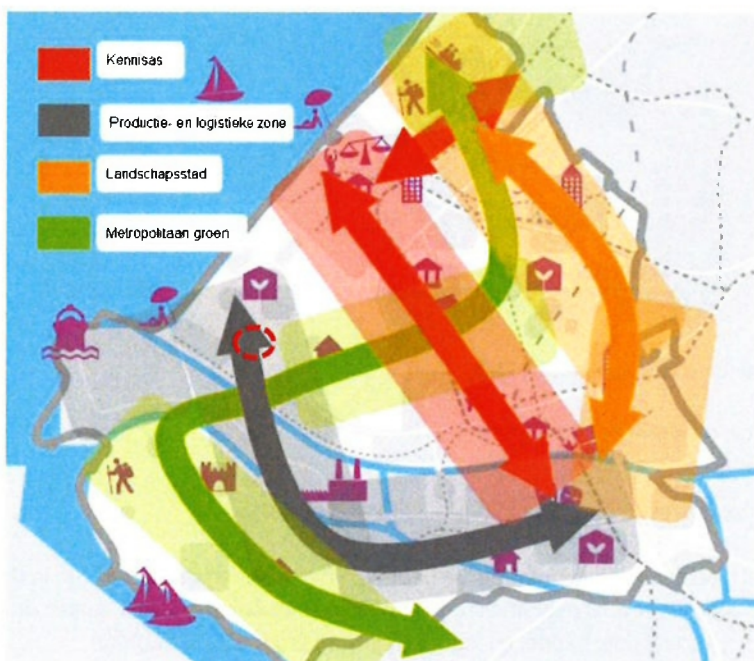 Kennisas
Productie- en logistieke zone
Landschapsstad
Metropolitaan groen